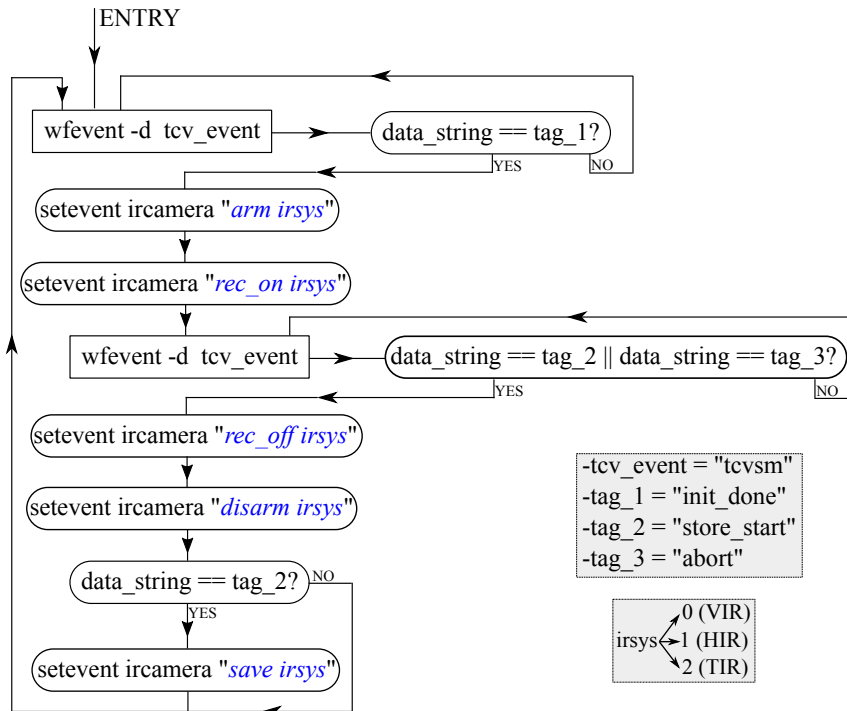 ENTRY
wfevent -d tcv_event
data_string == tag_1?
YES
NO
setevent ircamera "arm irsys"
setevent ircamera "rec_on irsys"
wfevent -d tcv_event
data_string == tag_2 || data_string == tag_3?
YES
NO
setevent ircamera "rec_off irsys"
setevent ircamera "disarm irsys"
data_string == tag_2?
NO
YES
setevent ircamera "save irsys"
-tcv_event = "tcvsm"
-tag_1 = "init_done"
-tag_2 = "store_start"
-tag_3 = "abort"
0 (VIR)
irsys 1 (HIR)
2 (TIR)